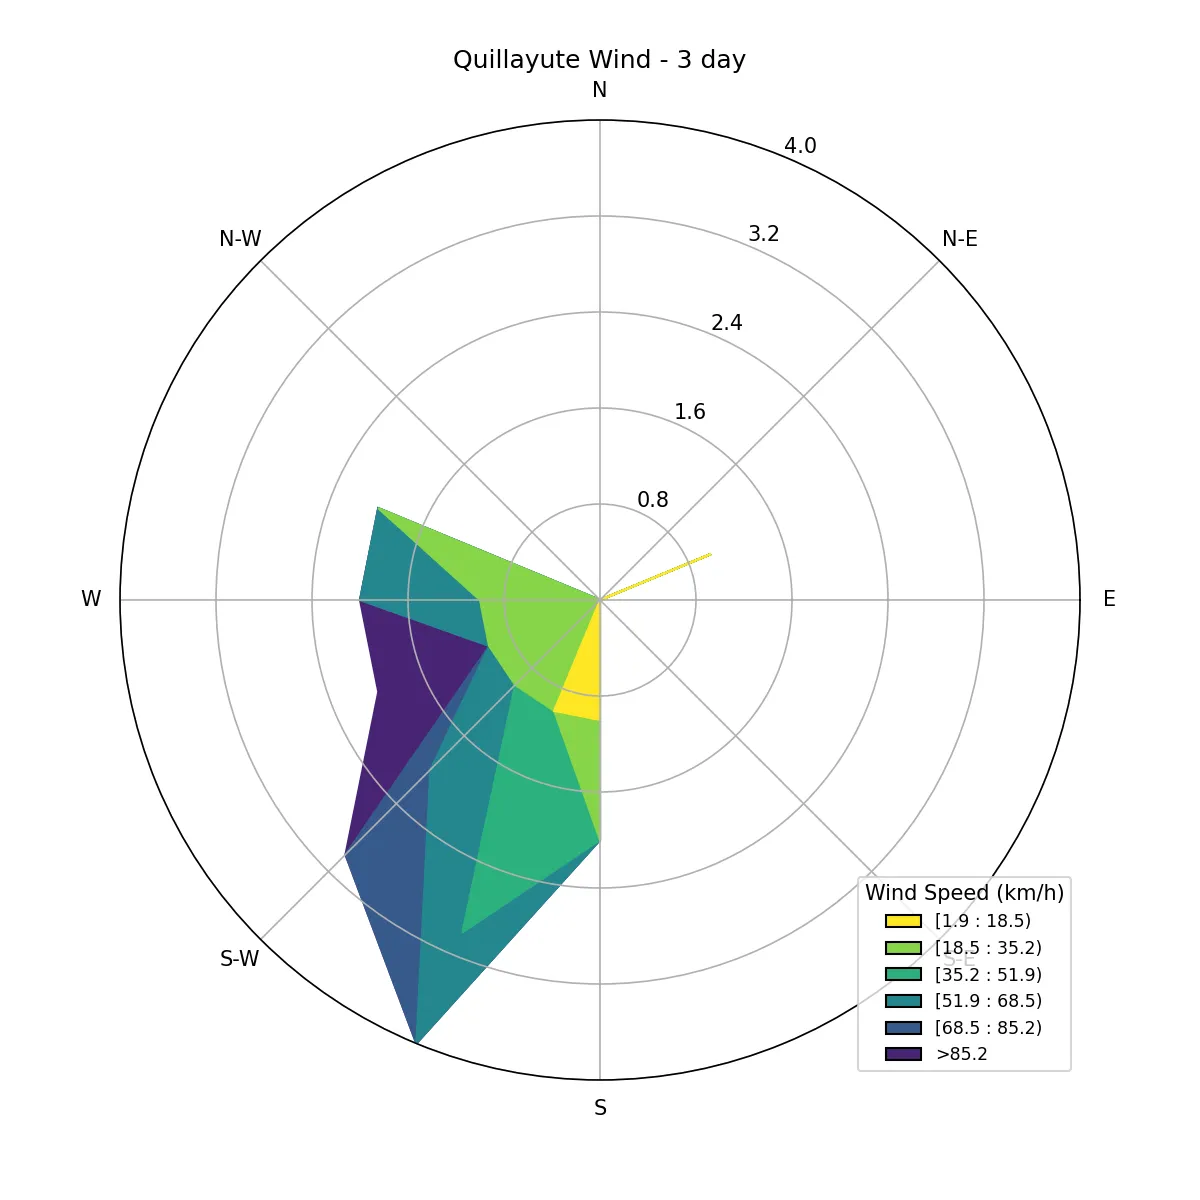 Quillayute Wind - 3 day
N
4.0
N-W
3.2
N-E
2.4
1.6
0.8
W
E
Wind Speed (km/h)
[1.9 : 18.5)
[18.5 : 35.2)
S-W
S-E
[35.2 : 51.9)
[51.9 : 68.5)
[68.5 : 85.2)
>85.2
S